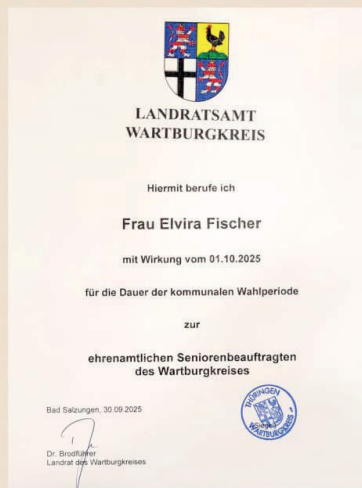 LANDRATSAMT
WARTBURGKREIS
Hiermit berufe ich
Frau Elvira Fischer
mit Wirkung vom 01.10.2025
für die Dauer der kommunalen Wahlperiode
zur
ehrenamtlichen Seniorenbeauftragten
des Wartburgkreises
Bad Salzungen, 30.09.2025
THÜRINGEN
(Siegel)
WARTBURGKREIS
Dr. Brodführer
Landrat des Wartburgkreises